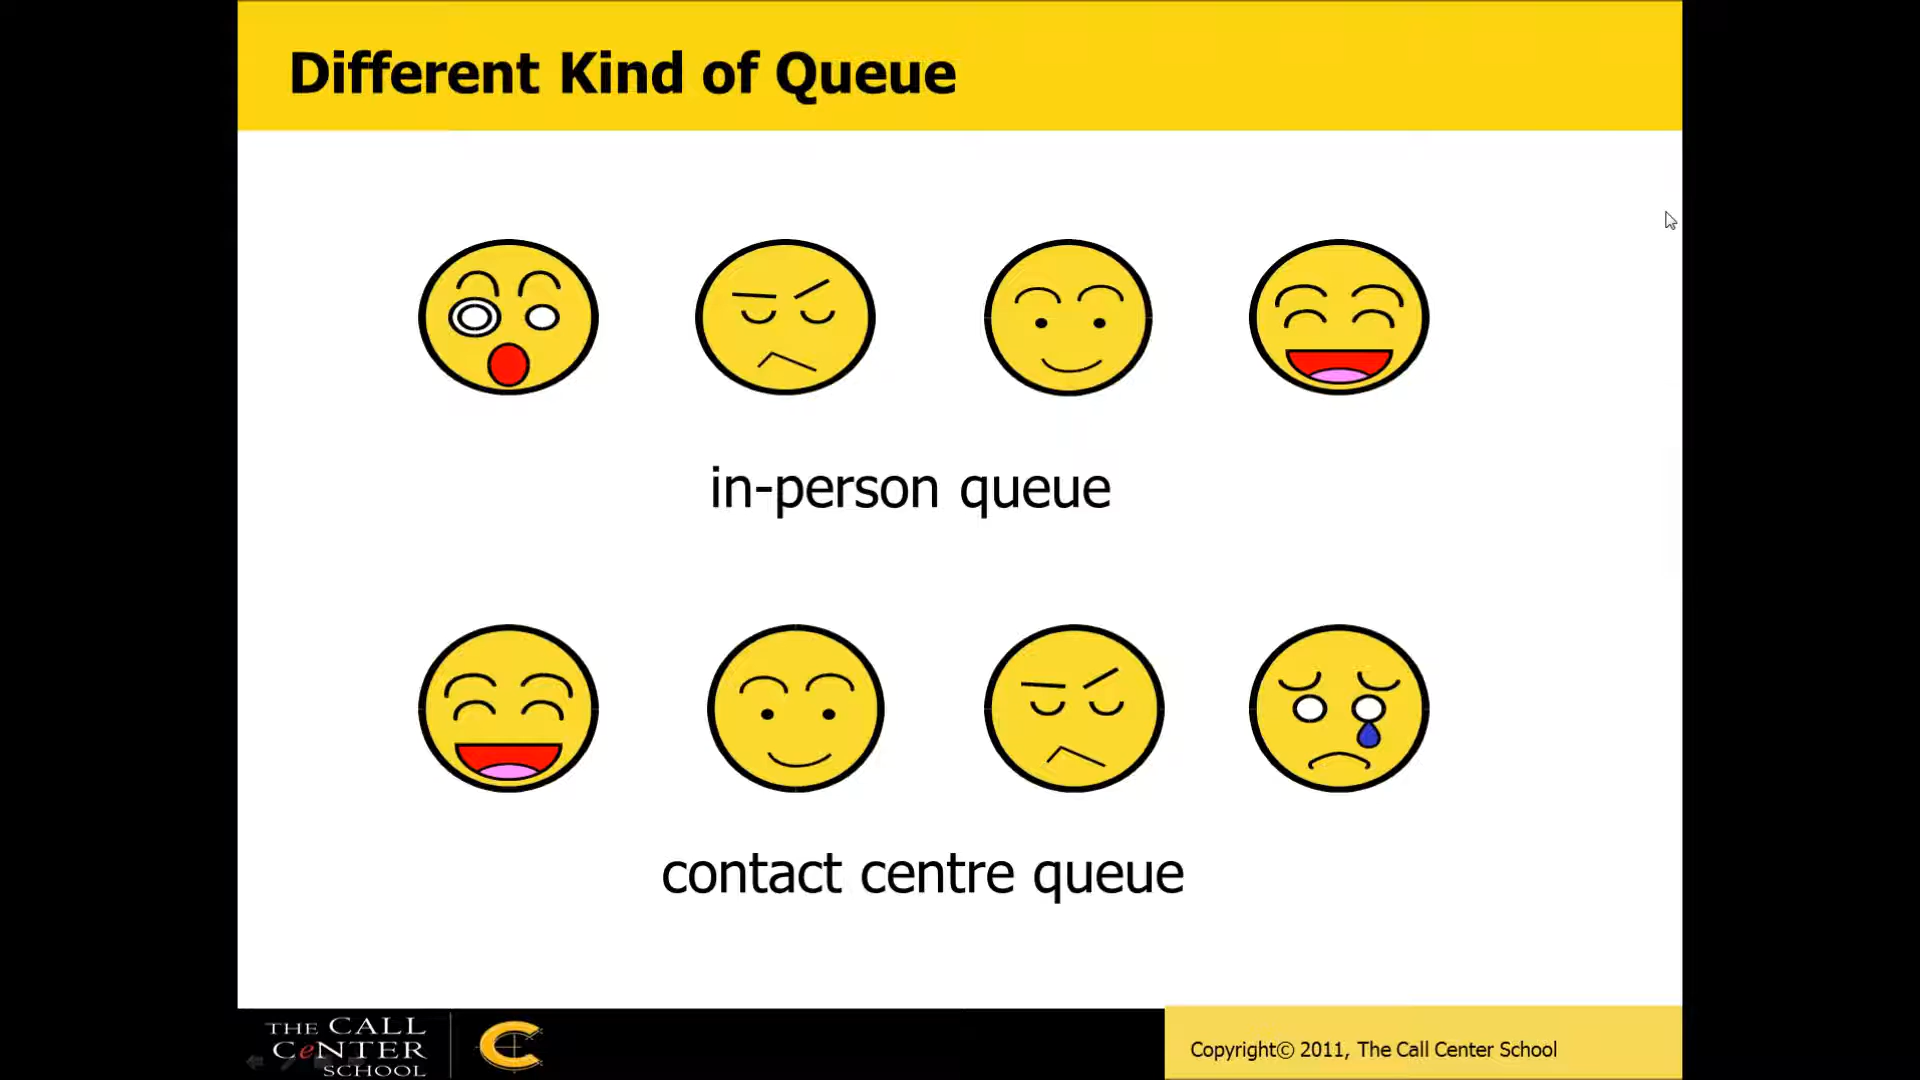 Different Kind of Queue
in-person queue
contact centre queue
THE CALL
CeNTER
SCHOOL
Copyright© 2011, The Call Center School